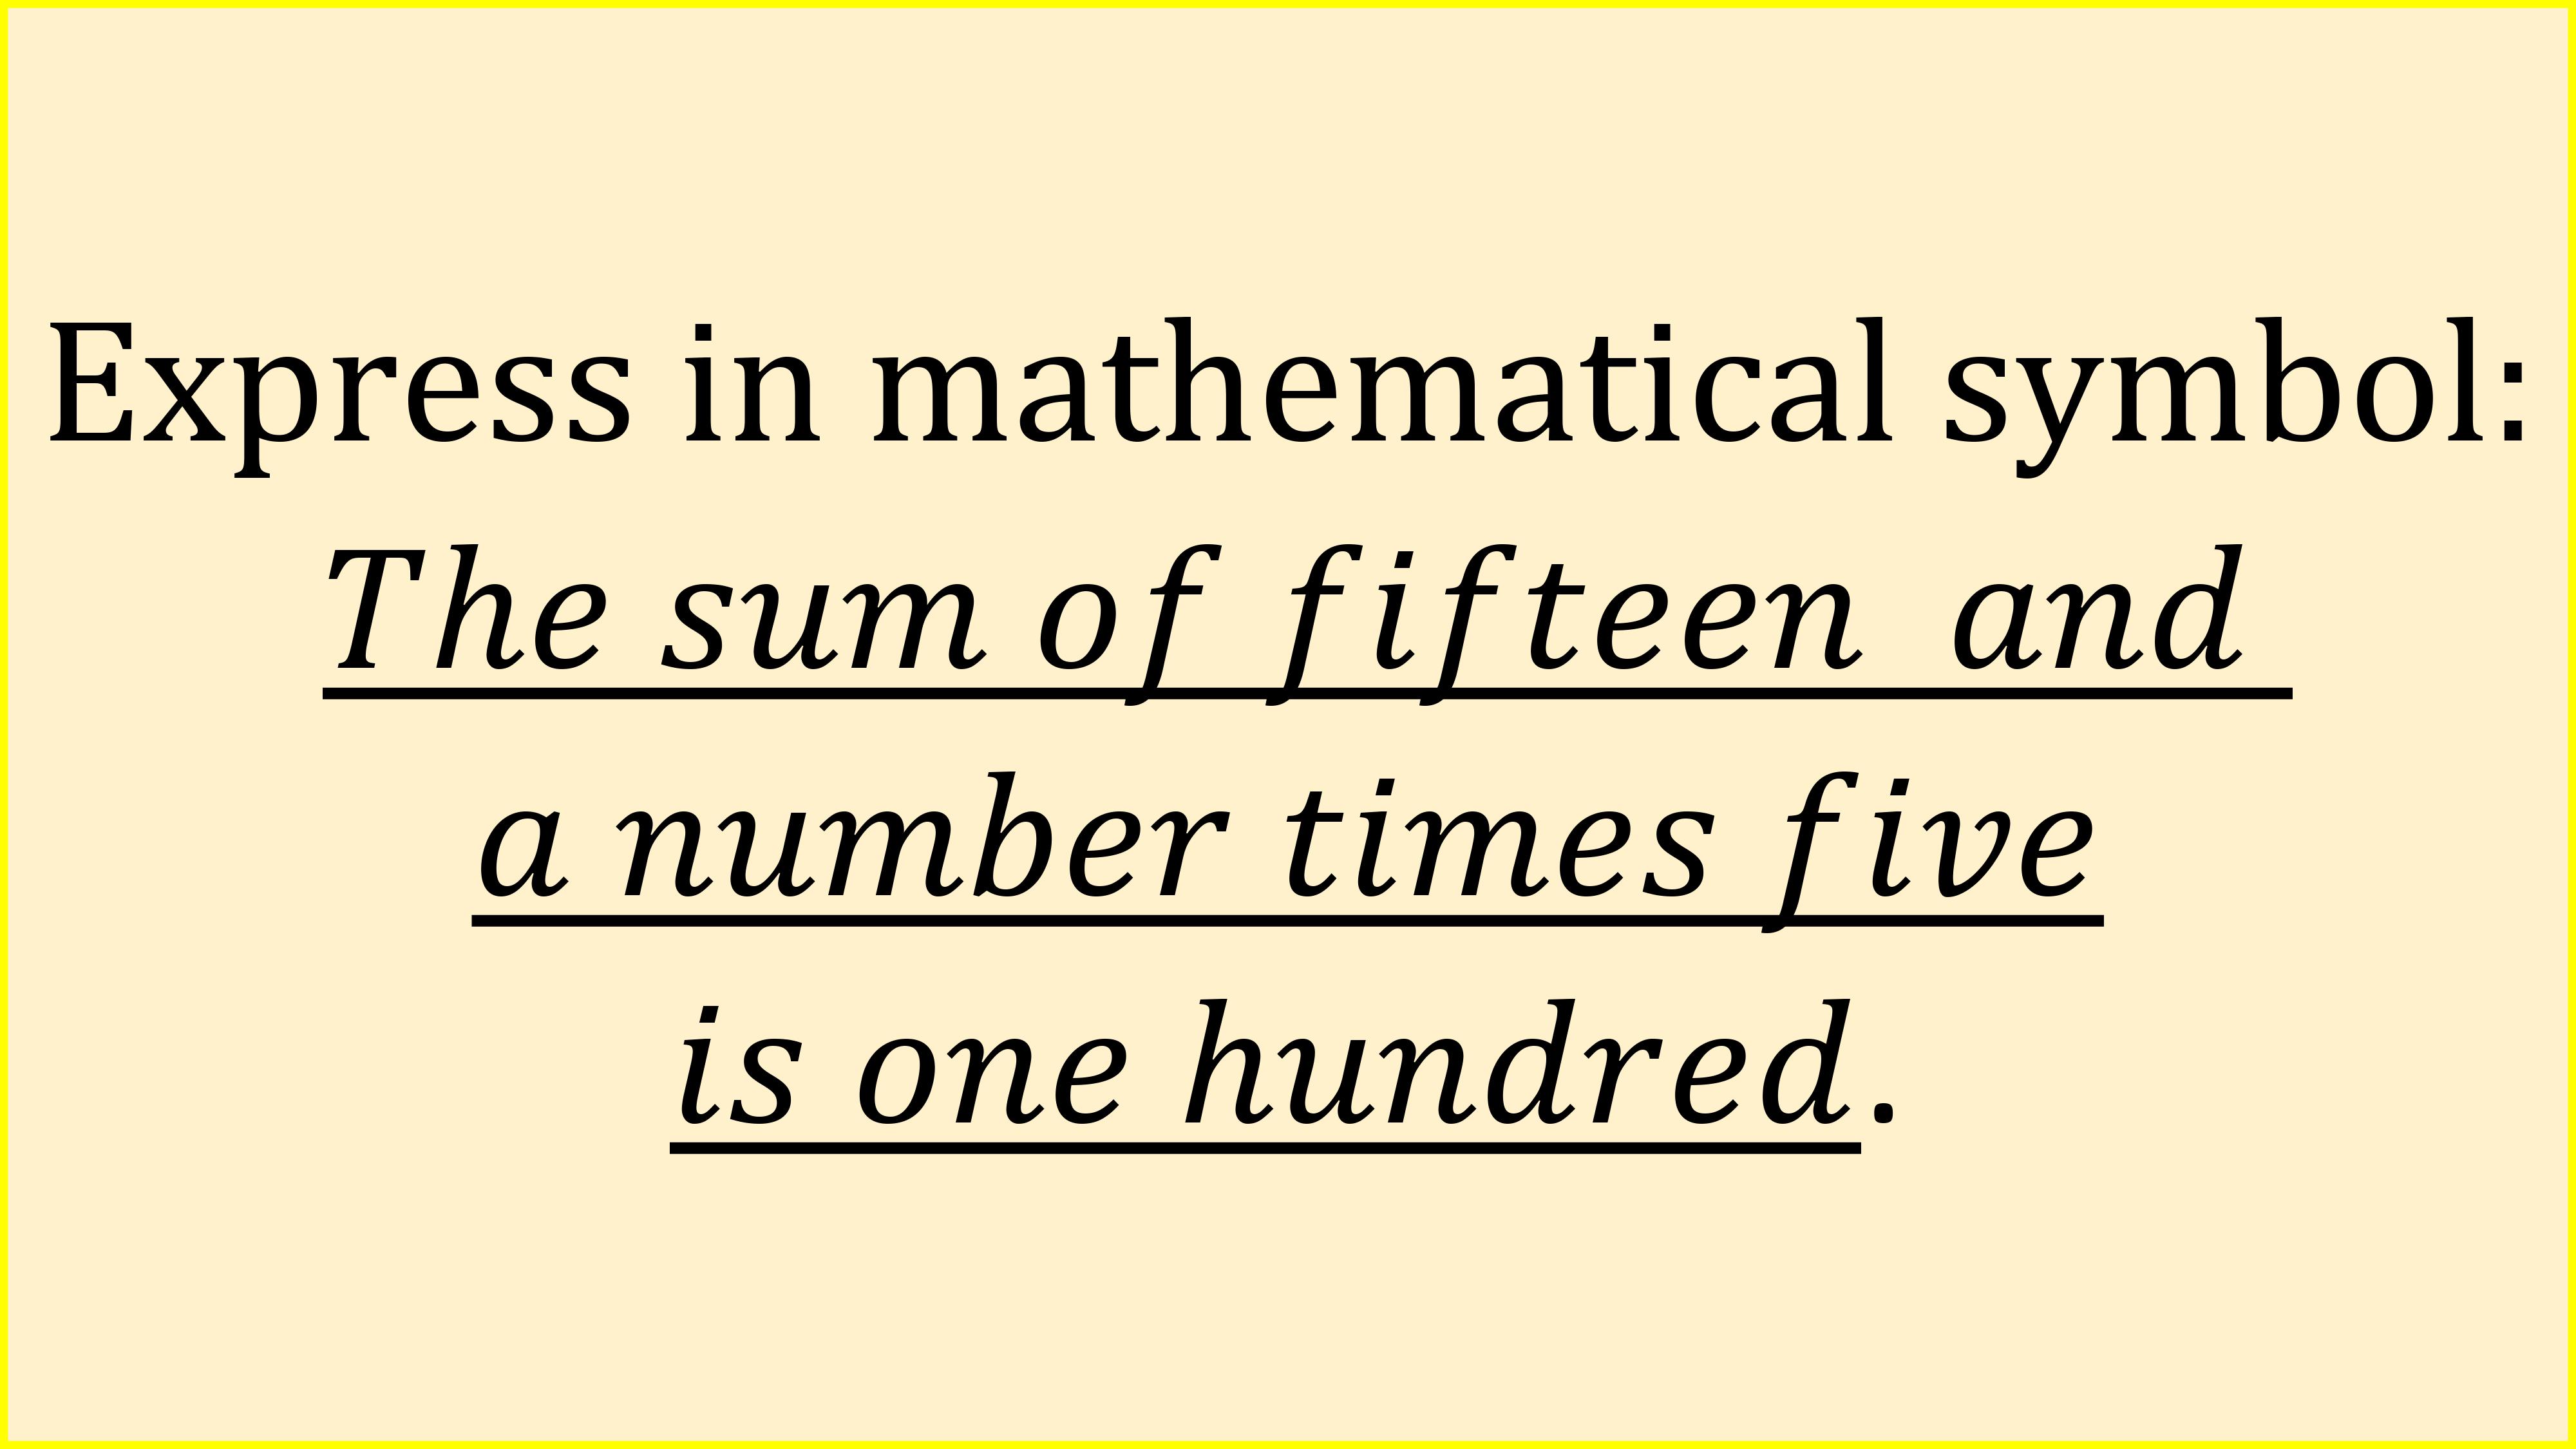 Express in mathematical symbol:
The sum of fifteen and
a number times five
is one hundred.